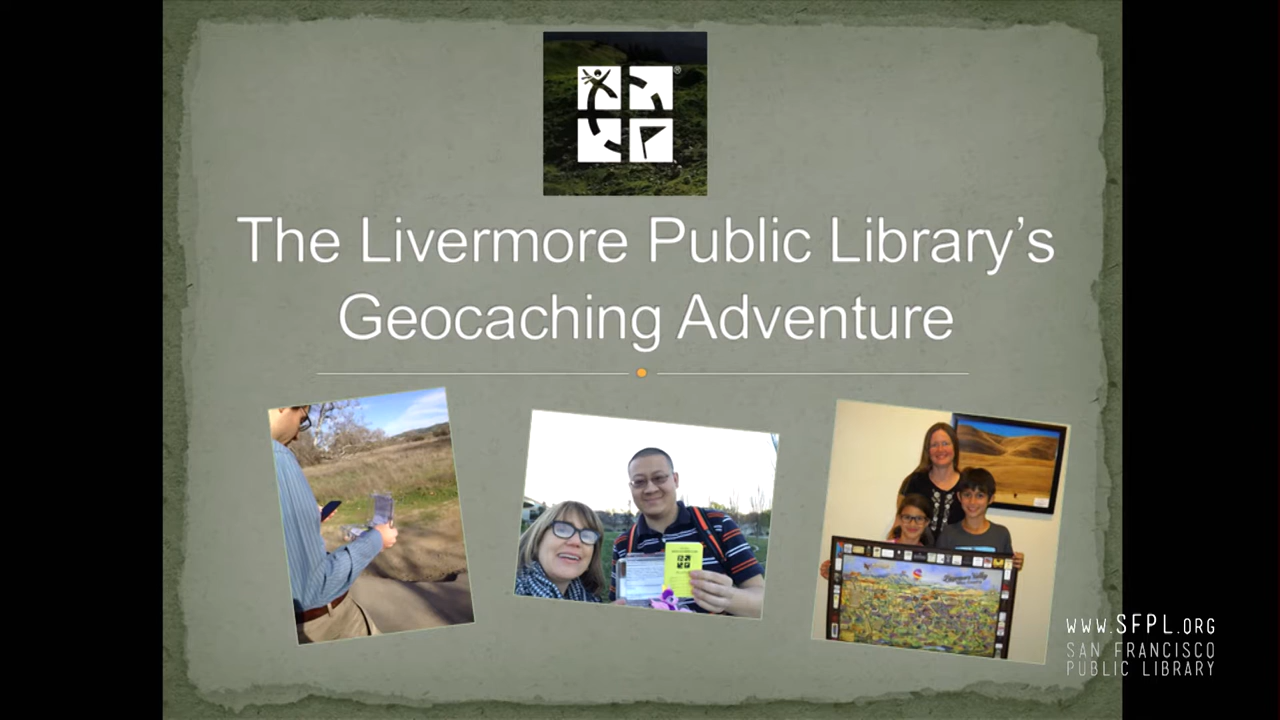 The Livermore Public Library’s
Geocaching Adventure
www.SFPL.ORG
SAN FRANCISCO
PUBLIC LIBRARY